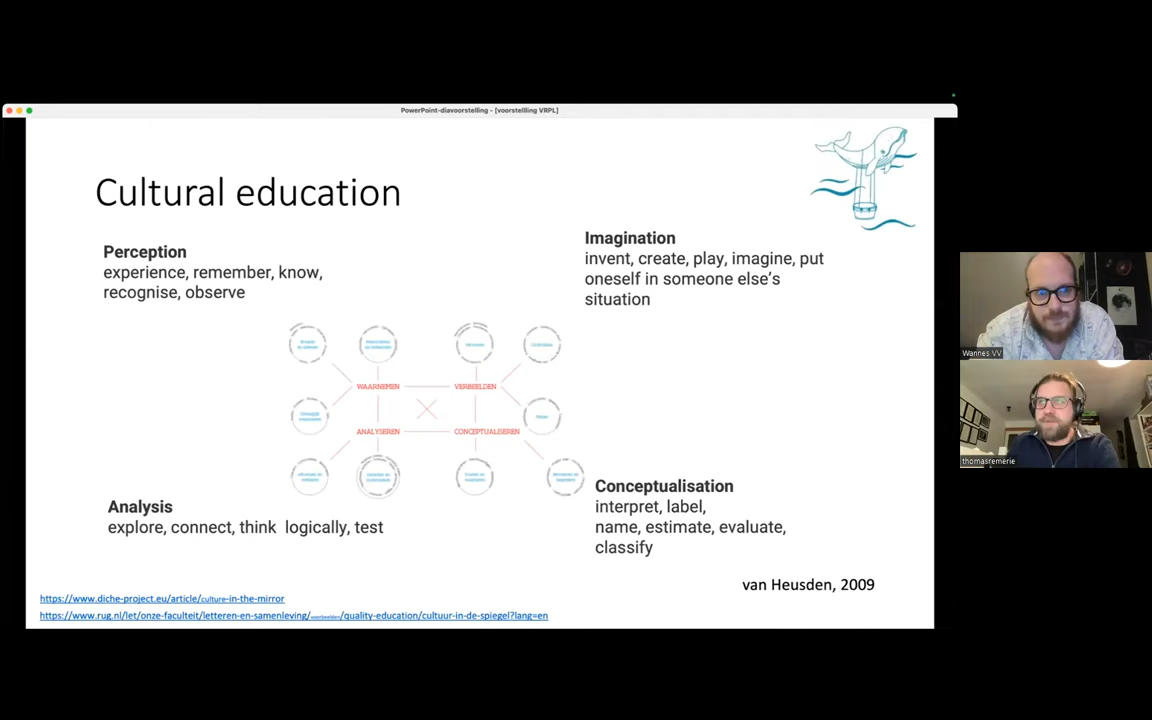 PowerPoint-diavoorstelling - [voorstellling VRPL]
Cultural education
Perception
experience, remember, know,
recognise, observe
Imagination
invent, create, play, imagine, put
oneself in someone else's
situation
WAARNEMEN
VERBEELDEN
ANALYSEREN
CONCEPTUALISEREN
Analysis
explore, connect, think logically, test
Conceptualisation
interpret, label,
name, estimate, evaluate,
classify
van Heusden, 2009
https://www.diche-project.eu/article/culture-in-the-mirror
https://www.rug.nl/let/onze-faculteit/letteren-en-samenleving/voorbeelden/quality-education/cultuur-in-de-spiegel?lang=en
Wannes VV
thomasremerie